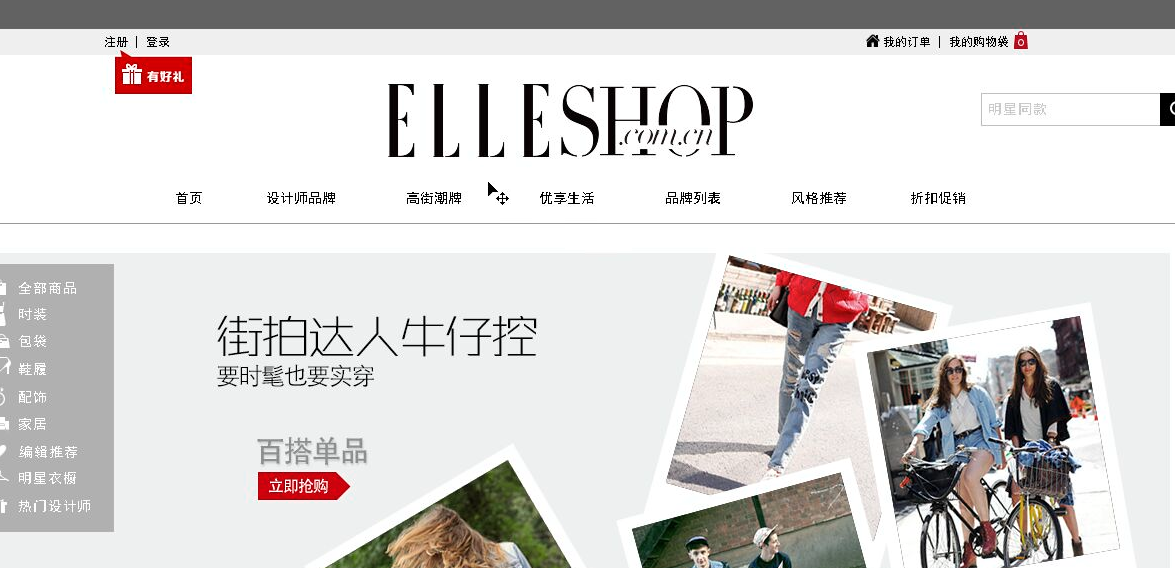 注册 | 登录
我的订单 | 我的购物袋 0
有好礼
ELLESHOP
.com.cn
明星同款
首页 设计师品牌 高街潮牌 优享生活 品牌列表 风格推荐 折扣促销
全部商品
时装
包袋
鞋履
配饰
家居
编辑推荐
明星衣橱
热门设计师
街拍达人牛仔控
要时髦也要实穿
百搭单品
立即抢购